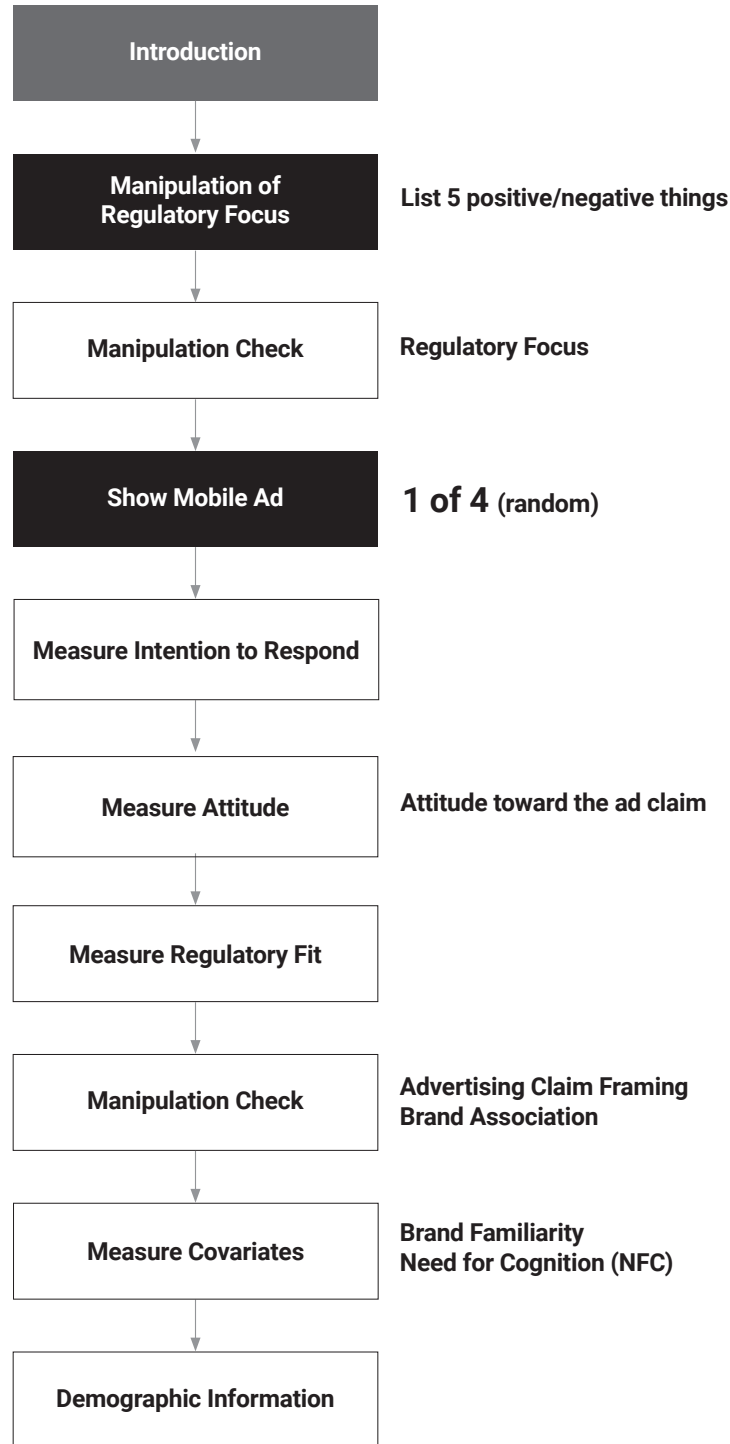 Introduction
Manipulation of
Regulatory Focus
List 5 positive/negative things
Manipulation Check
Regulatory Focus
Show Mobile Ad
1 of 4 (random)
Measure Intention to Respond
Measure Attitude
Attitude toward the ad claim
Measure Regulatory Fit
Manipulation Check
Advertising Claim Framing
Brand Association
Measure Covariates
Brand Familiarity
Need for Cognition (NFC)
Demographic Information